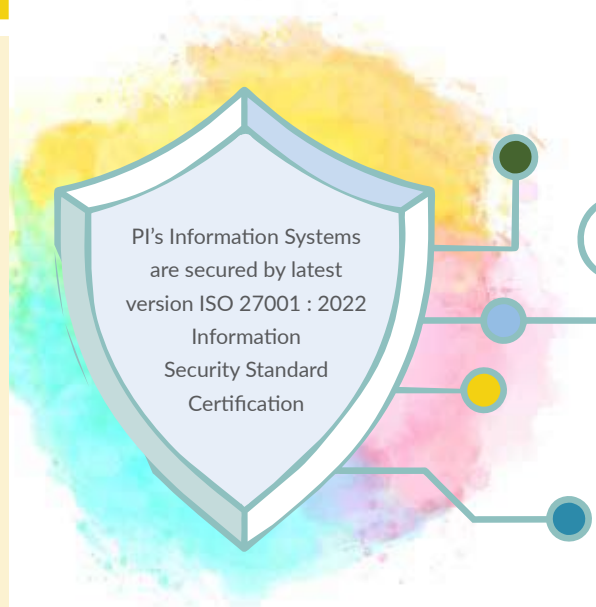 PI’s Information Systems
are secured by latest
version ISO 27001 : 2022
Information
Security Standard
Certification